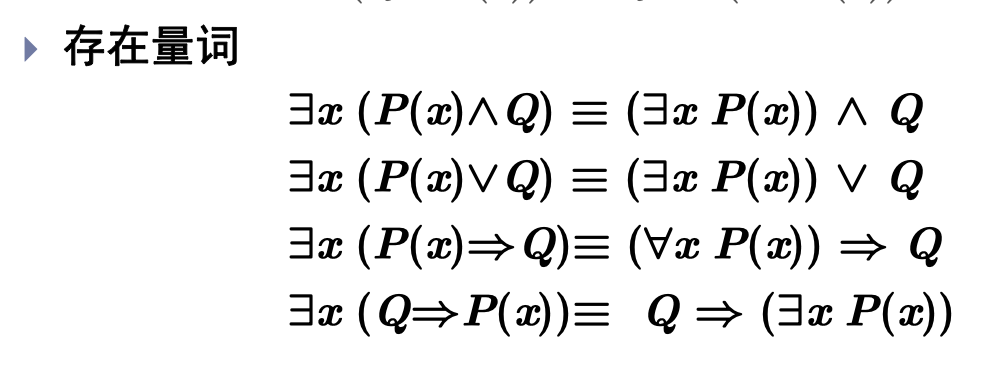 存在量词
∃x (P(x)∧Q) ≡ (∃x P(x)) ∧ Q
∃x (P(x)∨Q) ≡ (∃x P(x)) ∨ Q
∃x (P(x)⇒Q)≡ (∀x P(x)) ⇒ Q
∃x (Q⇒P(x))≡ Q ⇒ (∃x P(x))